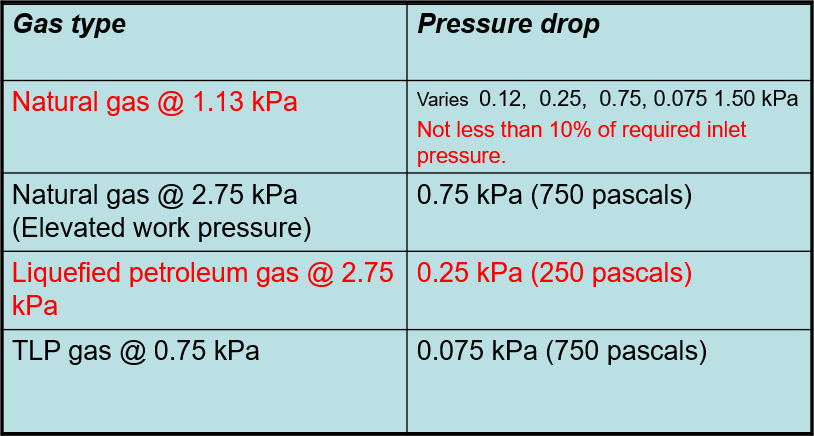 Gas type
Pressure drop
Natural gas @ 1.13 kPa
Varies 0.12, 0.25, 0.75, 0.075 1.50 kPa
Not less than 10% of required inlet
pressure.
Natural gas @ 2.75 kPa
(Elevated work pressure)
0.75 kPa (750 pascals)
Liquefied petroleum gas @ 2.75
kPa
0.25 kPa (250 pascals)
TLP gas @ 0.75 kPa
0.075 kPa (750 pascals)